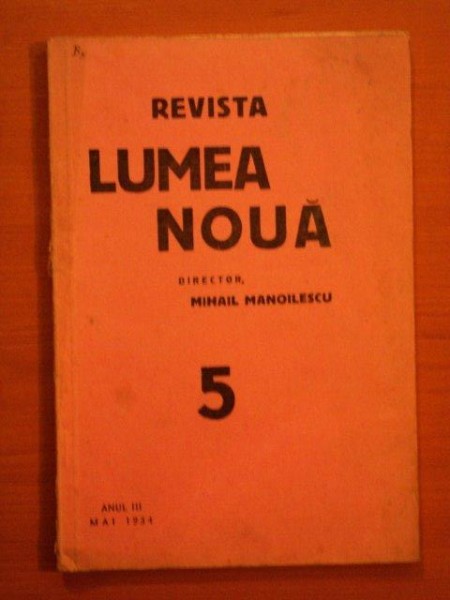 REVISTA
LUMEA
NOUĂ
DIRECTOR,
MIHAIL MANOILESCU
5
ANUL III
MAI 1934